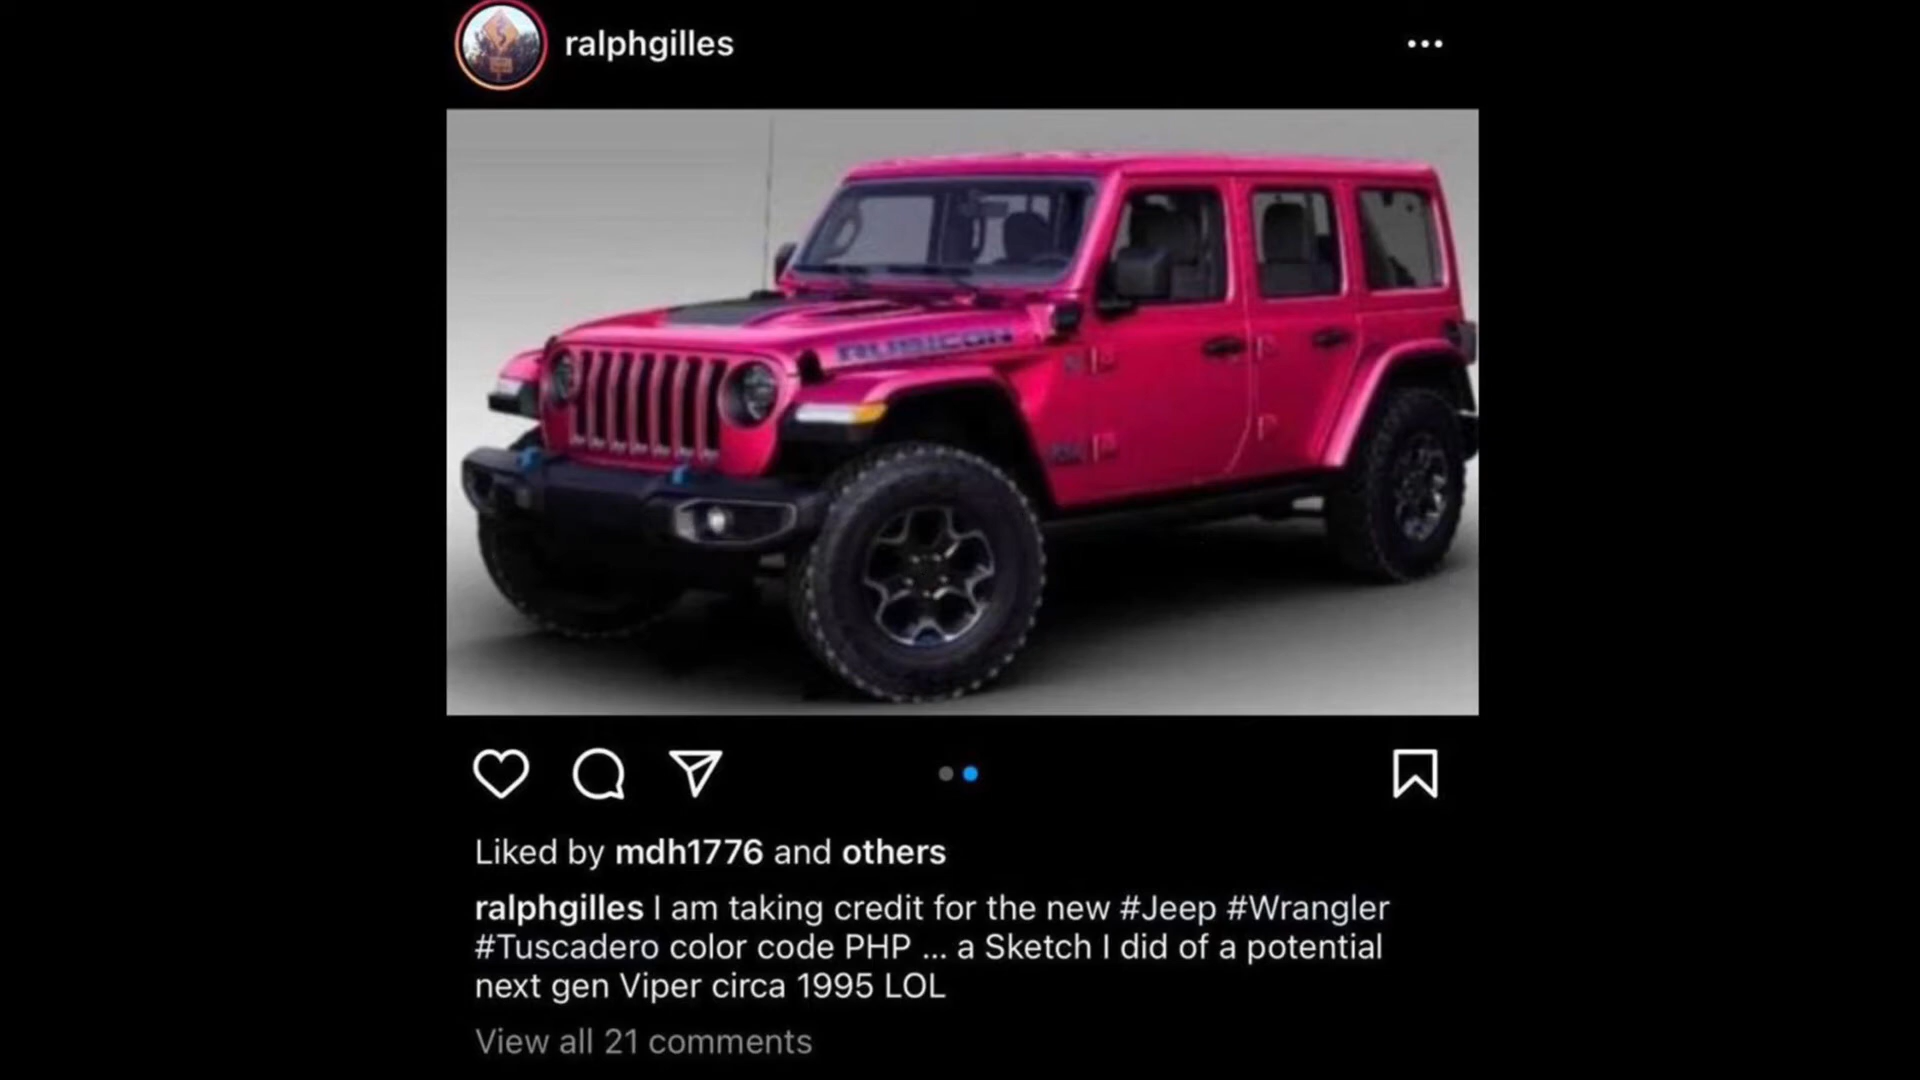 ralphgilles
RUBICON
Liked by mdh1776 and others
ralphgilles I am taking credit for the new #Jeep #Wrangler
#Tuscadero color code PHP ... a Sketch I did of a potential
next gen Viper circa 1995 LOL
View all 21 comments